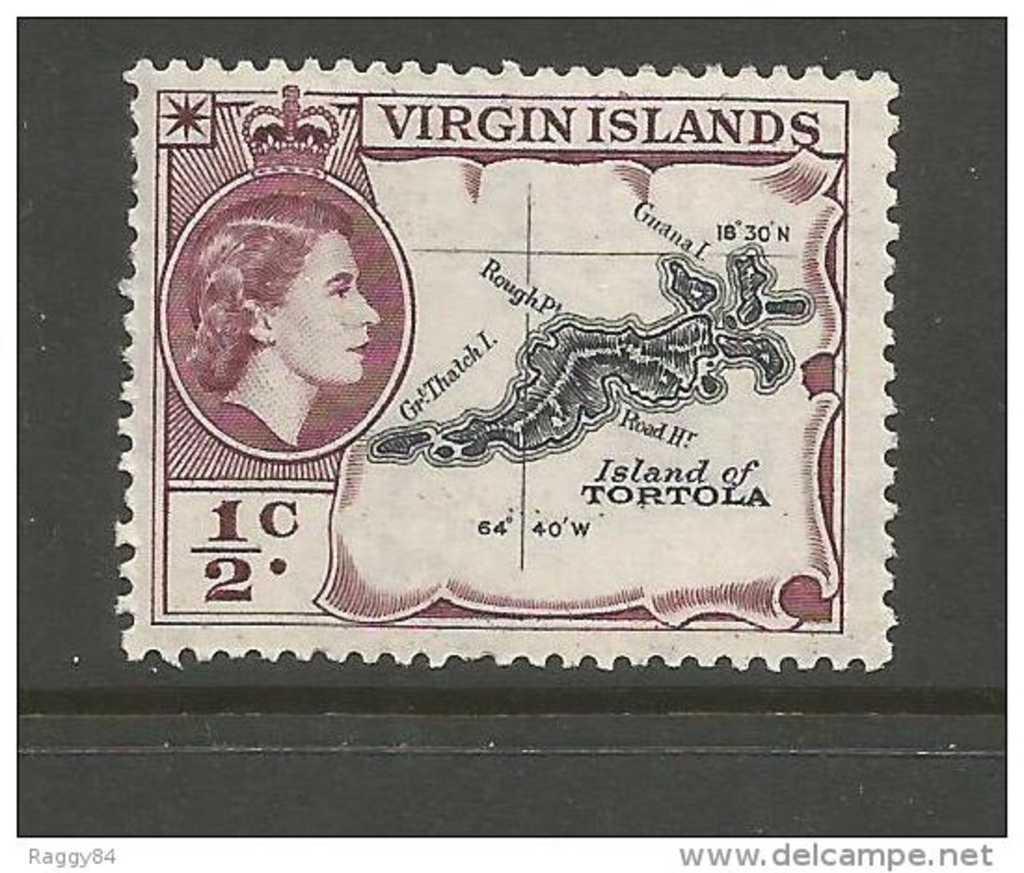 VIRGIN ISLANDS
Guana I.
18°30'N
Rough Pt
Grt Thatch I.
Road Hr
Island of
TORTOLA
64° 40'W
1/2 c.
Raggy84
www.delcampe.net